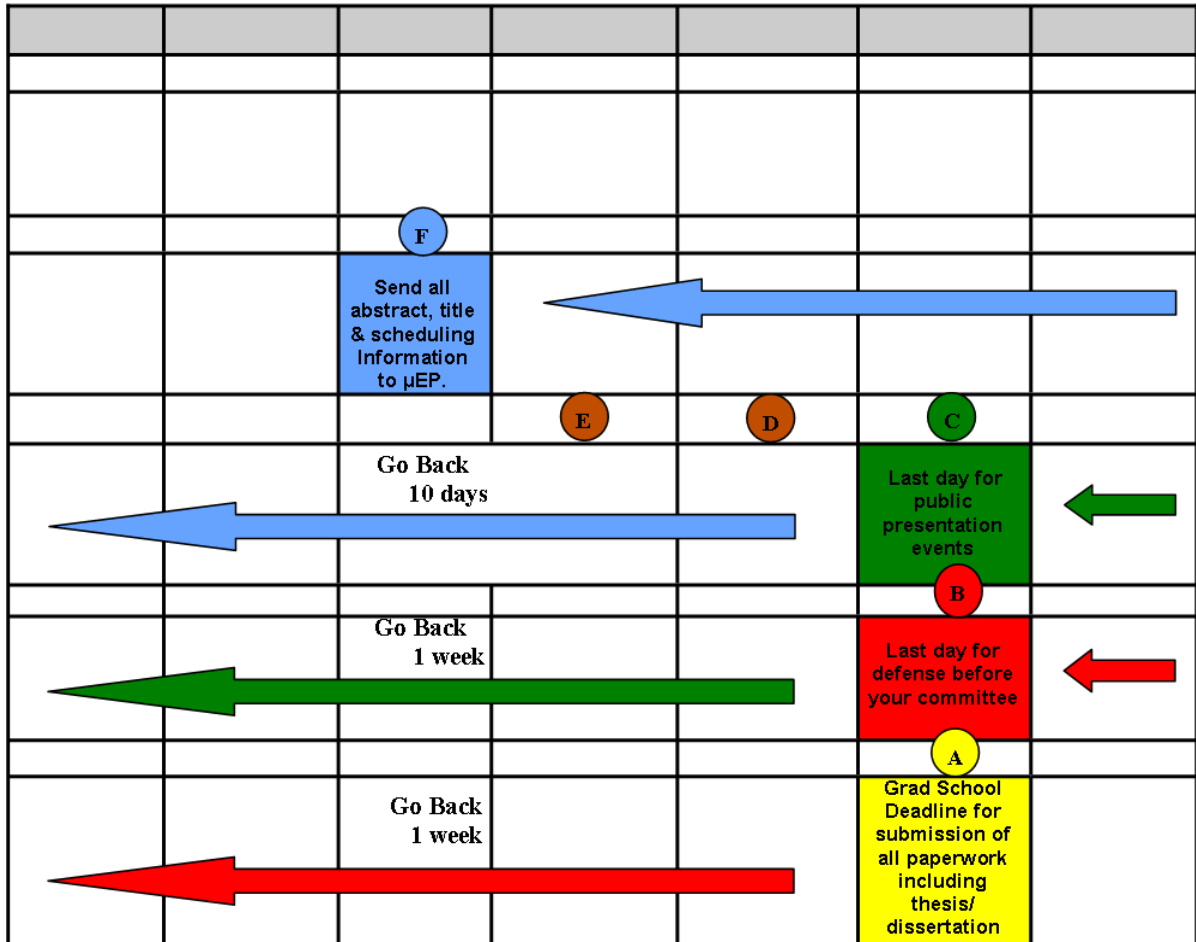 F
Send all
abstract, title
& scheduling
Information
to µEP.
E
D
C
Go Back
10 days
Last day for
public
presentation
events
B
Go Back
1 week
Last day for
defense before
your committee
A
Go Back
1 week
Grad School
Deadline for
submission of
all paperwork
including
thesis/
dissertation